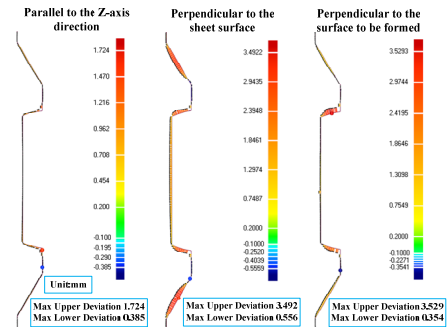 Parallel to the Z-axis
direction
1.724
1.470
1.216
0.962
0.708
0.454
0.200
-0.100
-0.195
-0.290
-0.385
Unit:mm
Max Upper Deviation 1.724
Max Lower Deviation 0.385
Perpendicular to the
sheet surface
3.4922
2.9435
2.3948
1.8461
1.2974
0.7487
0.2000
-0.1000
-0.2520
-0.4039
-0.5559
Max Upper Deviation 3.492
Max Lower Deviation 0.556
Perpendicular to the
surface to be formed
3.5293
2.9744
2.4195
1.8646
1.3098
0.7549
0.2000
-0.1000
-0.2271
-0.3541
Max Upper Deviation 3.529
Max Lower Deviation 0.354